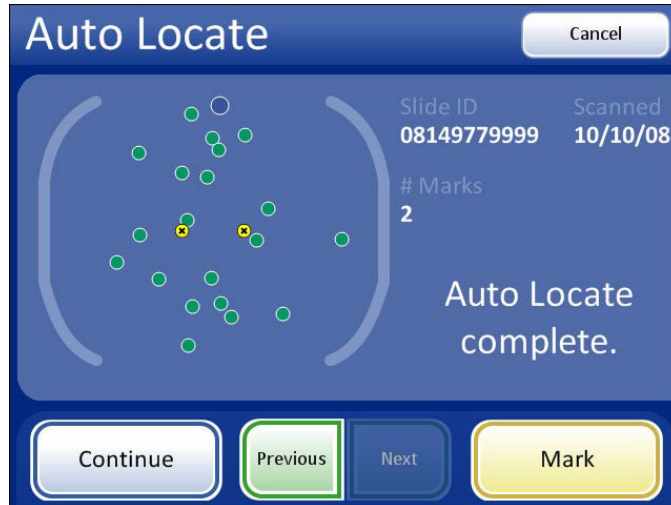 Auto Locate
Cancel
Slide ID
Scanned
08149779999
10/10/08
# Marks
2
Auto Locate
complete.
Continue
Previous
Next
Mark